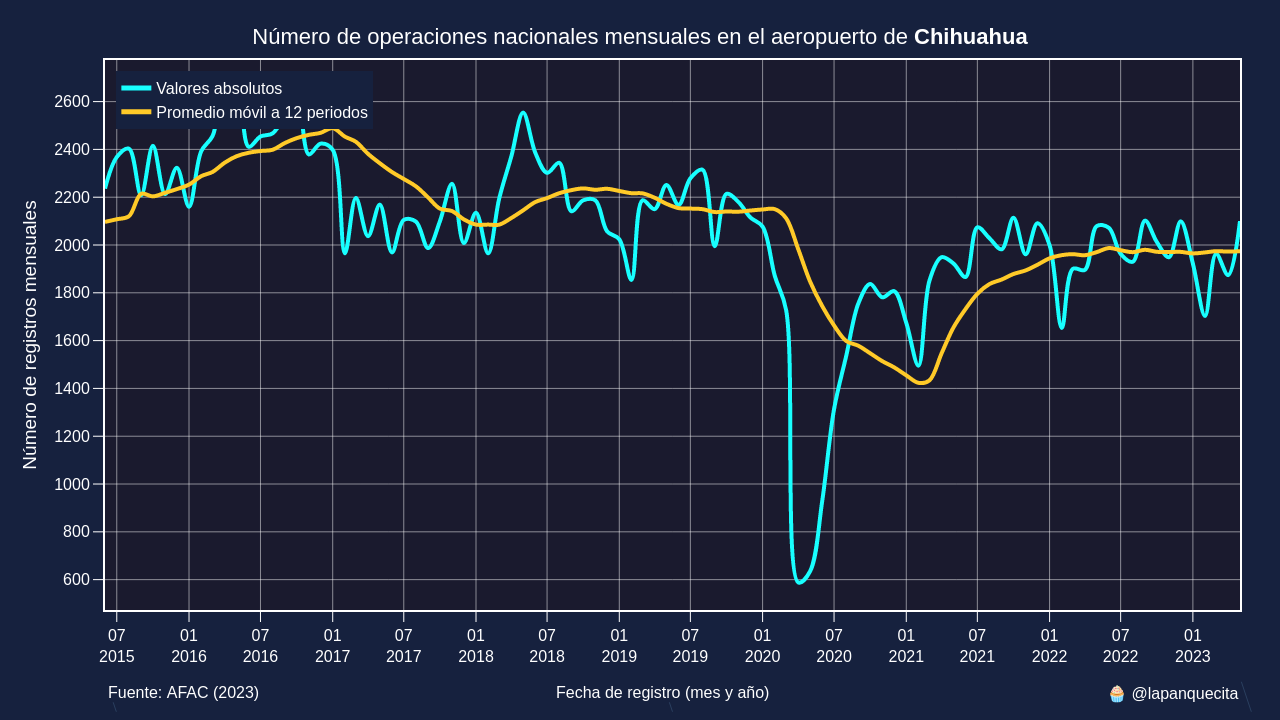 Número de operaciones nacionales mensuales en el aeropuerto de Chihuahua
Valores absolutos
Promedio móvil a 12 periodos
Número de registros mensuales
2600
2400
2200
2000
1800
1600
1400
1200
1000
800
600
07 01 07 01 07 01 07 01 07 01 07 01 07 01 07 01
2015 2016 2016 2017 2017 2018 2018 2019 2019 2020 2020 2021 2021 2022 2022 2023
Fuente: AFAC (2023) Fecha de registro (mes y año) 🧁 @lapanquecita